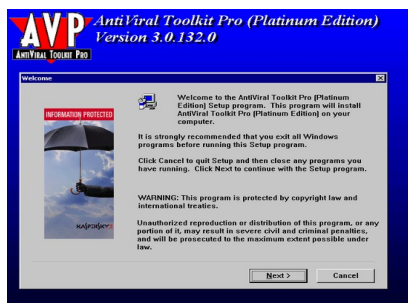 AVP
AntiViral Toolkit Pro
AntiViral Toolkit Pro (Platinum Edition)
Version 3.0.132.0
Welcome
INFORMATION PROTECTED
KASPERSKY
Welcome to the AntiViral Toolkit Pro (Platinum
Edition) Setup program. This program will install
AntiViral Toolkit Pro (Platinum Edition) on your
computer.
It is strongly recommended that you exit all Windows
programs before running this Setup program.
Click Cancel to quit Setup and then close any programs you
have running. Click Next to continue with the Setup program.
WARNING: This program is protected by copyright law and
international treaties.
Unauthorized reproduction or distribution of this program, or any
portion of it, may result in severe civil and criminal penalties,
and will be prosecuted to the maximum extent possible under
law.
Next >
Cancel